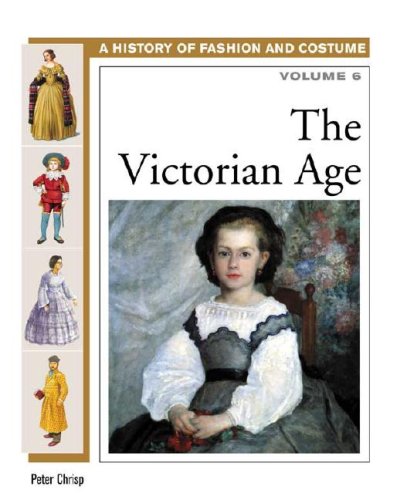 A HISTORY OF FASHION AND COSTUME
VOLUME 6
The
Victorian Age
Peter Chrisp